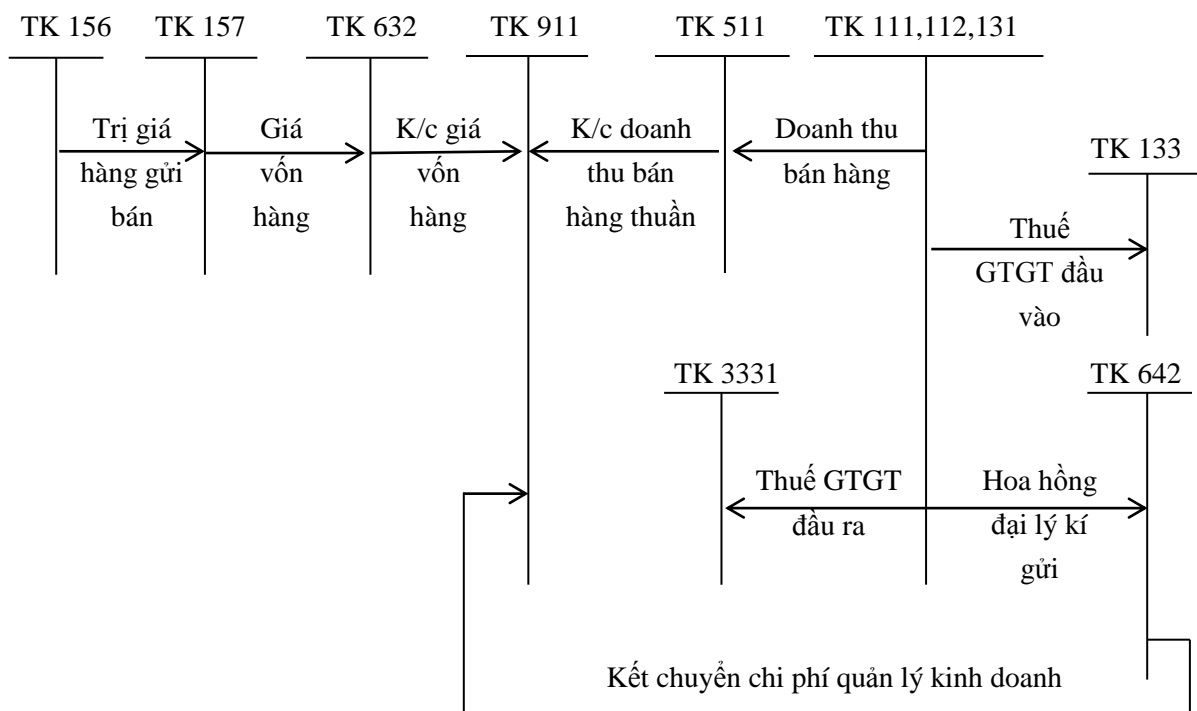 TK 156
TK 157
TK 632
TK 911
TK 511
TK 111,112,131
Trị giá
hàng gửi
bán
Giá
vốn
hàng
K/c giá
vốn
hàng
K/c doanh
thu bán
hàng thuần
Doanh thu
bán hàng
TK 133
Thuế
GTGT đầu
vào
TK 3331
TK 642
Thuế GTGT
đầu ra
Hoa hồng
đại lý kí
gửi
Kết chuyển chi phí quản lý kinh doanh